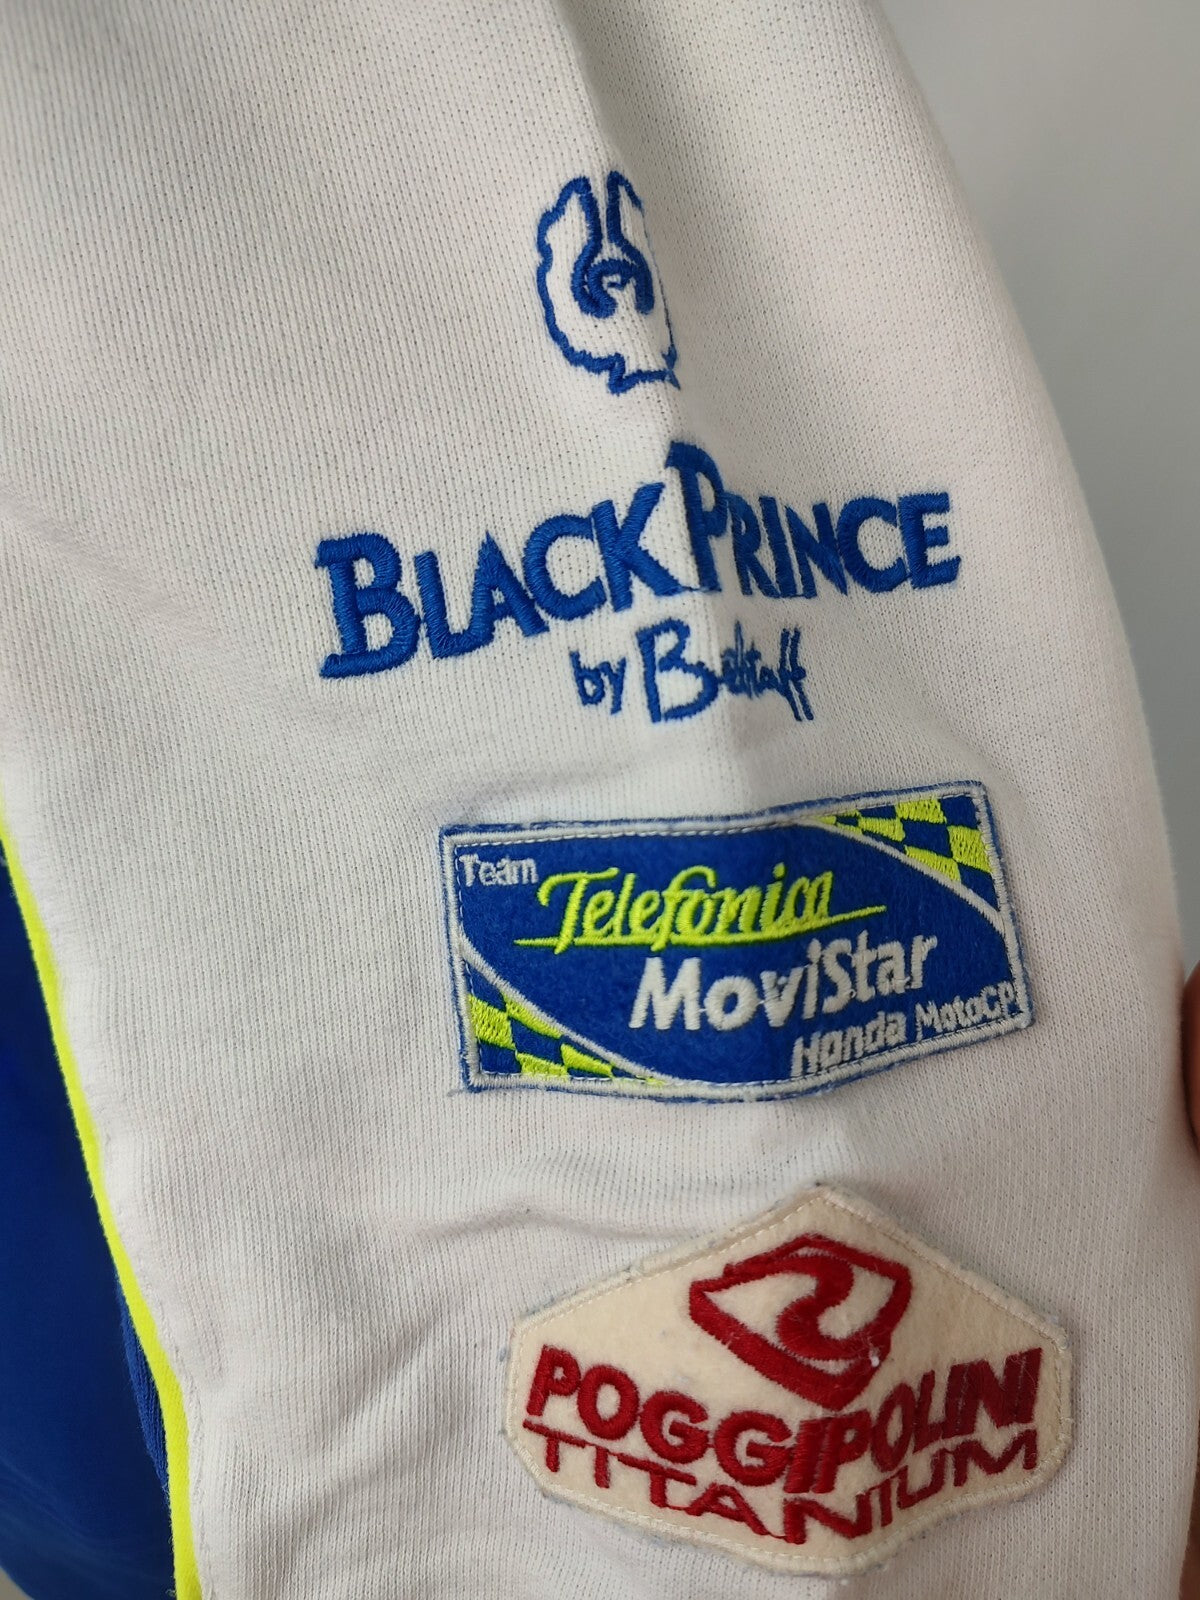 BLACK PRINCE
by Belstaff
Team
Telefonica
MoviStar
Honda MotoGP
POGGIPOLINI
TITANIUM